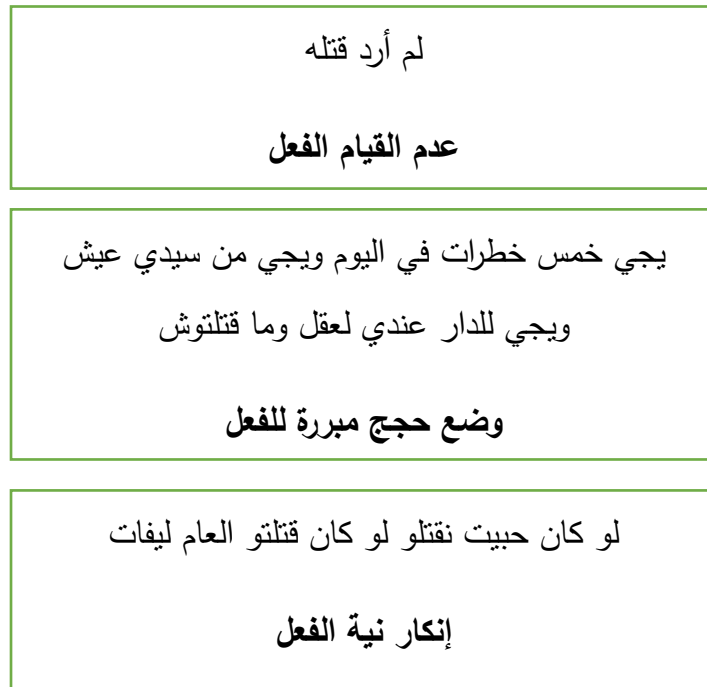 لم أرد قتله
عدم القيام الفعل
يجي خمس خطرات في اليوم ويجي من سيدي عيش
ويجي للدار عندي لعقل وما قتلتوش
وضع حجج مبررة للفعل
لو كان حبيت نقتلو لو كان قتلتو العام ليفات
إنكار نية الفعل